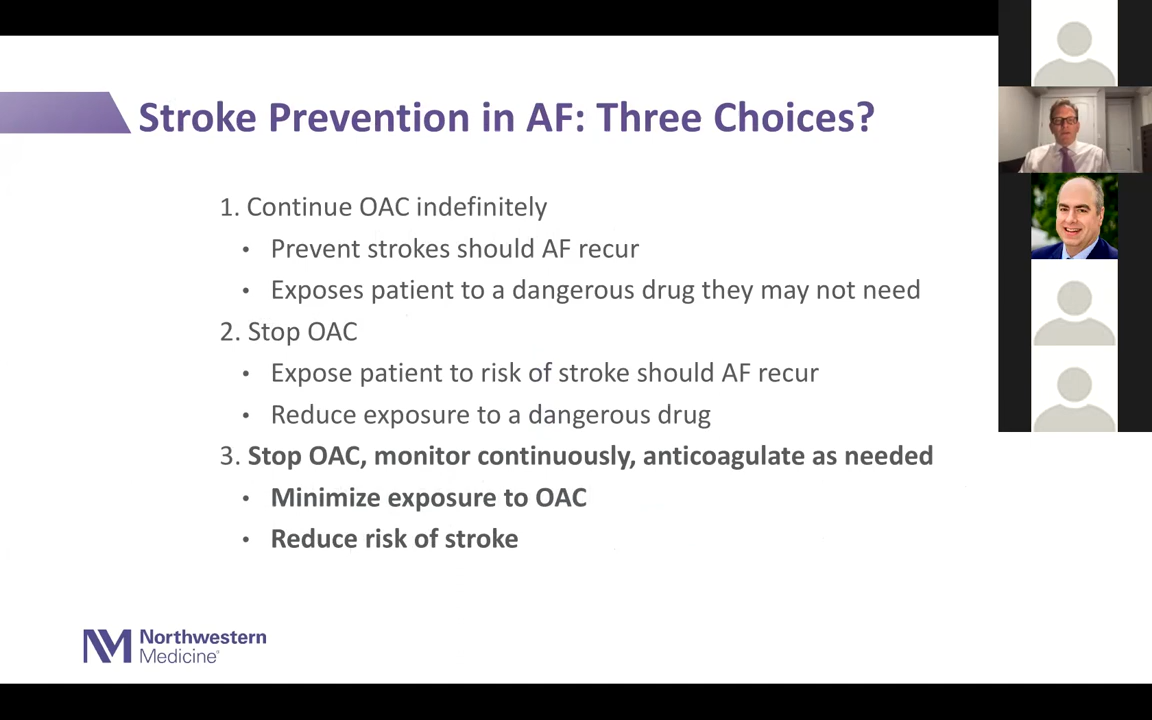 Stroke Prevention in AF: Three Choices?
1. Continue OAC indefinitely
• Prevent strokes should AF recur
• Exposes patient to a dangerous drug they may not need
2. Stop OAC
• Expose patient to risk of stroke should AF recur
• Reduce exposure to a dangerous drug
3. Stop OAC, monitor continuously, anticoagulate as needed
• Minimize exposure to OAC
• Reduce risk of stroke
NM Northwestern
Medicine®